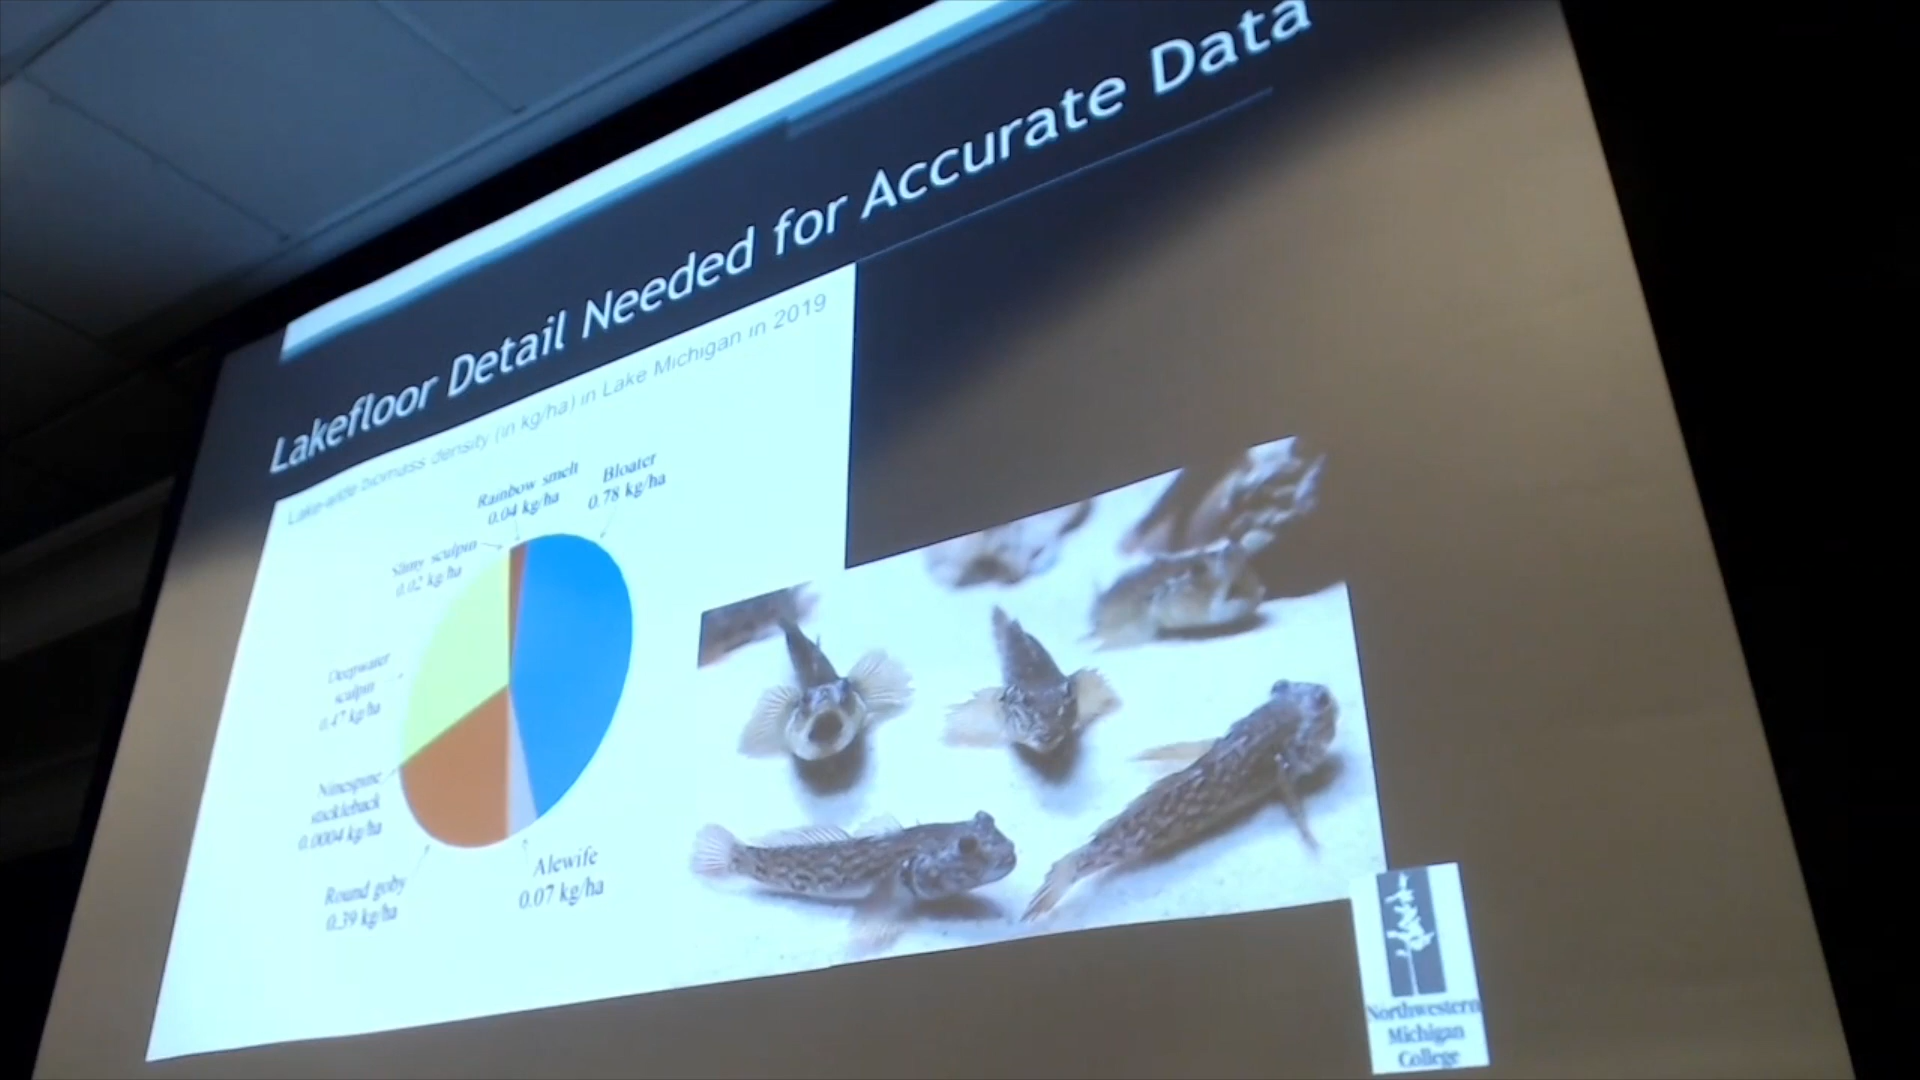 Lakefloor Detail Needed for Accurate Data
Lake-wide biomass density (in kg/ha) in Lake Michigan in 2019
Rainbow smelt
0.04 kg/ha
Bloater
0.78 kg/ha
Slimy sculpin
0.02 kg/ha
Deepwater
sculpin
0.47 kg/ha
Ninespine
stickleback
0.0004 kg/ha
Round goby
0.39 kg/ha
Alewife
0.07 kg/ha
Northwestern
Michigan
College